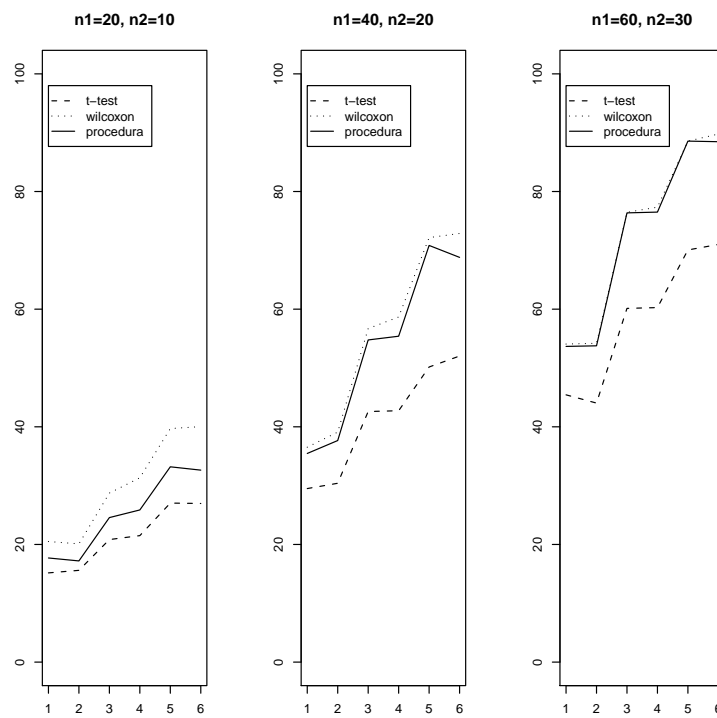 n1=20, n2=10
t-test
wilcoxon
procedura
0
20
40
60
80
100
1 2 3 4 5 6
n1=40, n2=20
t-test
wilcoxon
procedura
0
20
40
60
80
100
1 2 3 4 5 6
n1=60, n2=30
t-test
wilcoxon
procedura
0
20
40
60
80
100
1 2 3 4 5 6